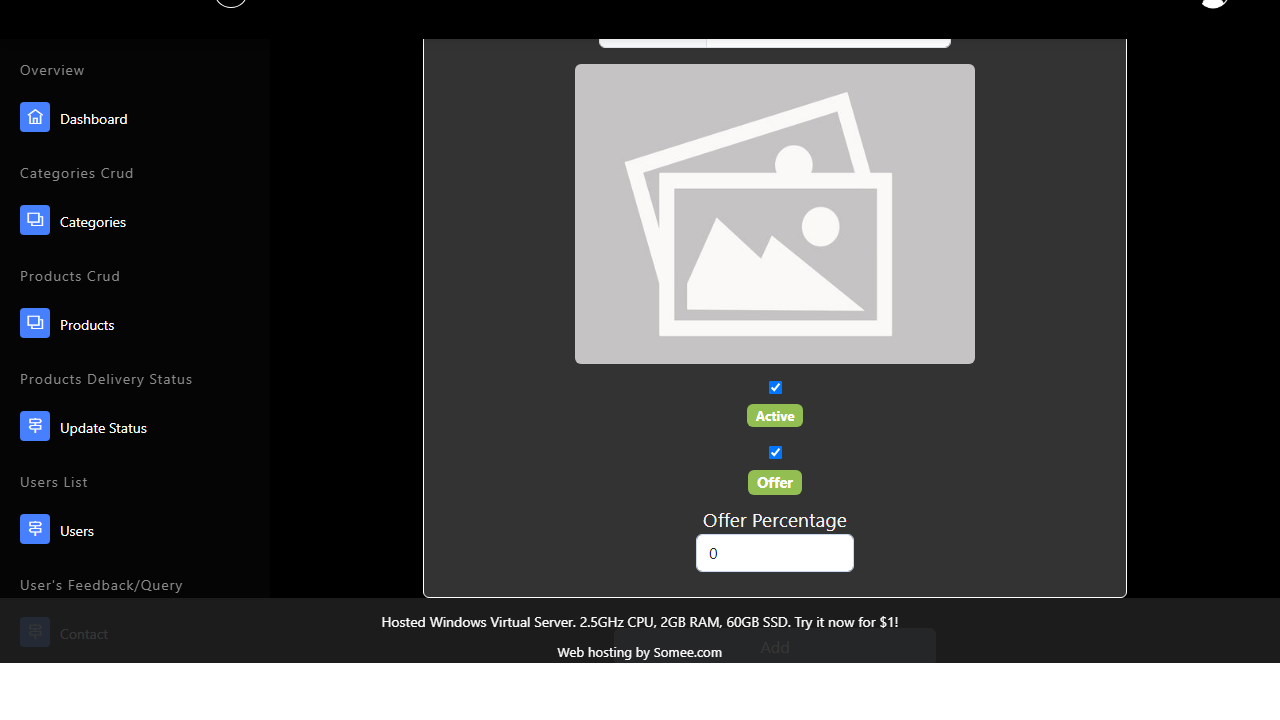 Overview
Dashboard
Categories Crud
Categories
Products Crud
Products
Products Delivery Status
Update Status
Users List
Users
User's Feedback/Query
Contact
Active
Offer
Offer Percentage
0
Hosted Windows Virtual Server. 2.5GHz CPU, 2GB RAM, 60GB SSD. Try it now for $1!
Add
Web hosting by Somee.com